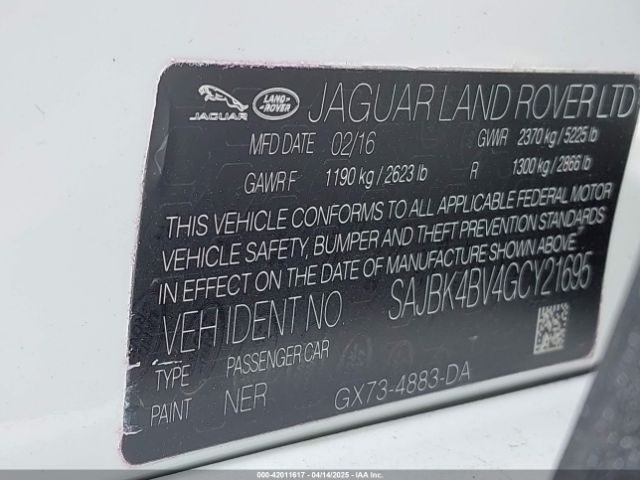 JAGUAR LAND ROVER JAGUAR LAND ROVER LTD
MFD DATE 02/16 GVWR 2370 kg / 5225 lb
GAWR F 1190 kg / 2623 lb R 1300 kg / 2866 lb
THIS VEHICLE CONFORMS TO ALL APPLICABLE FEDERAL MOTOR
VEHICLE SAFETY, BUMPER AND THEFT PREVENTION STANDARDS
IN EFFECT ON THE DATE OF MANUFACTURE SHOWN ABOVE.
VEH IDENT NO SAJBK4BV4GCY21695
TYPE PASSENGER CAR
PAINT NER GX73-4883-DA
000-42011617 - 04/14/2025 - IAAI.COM